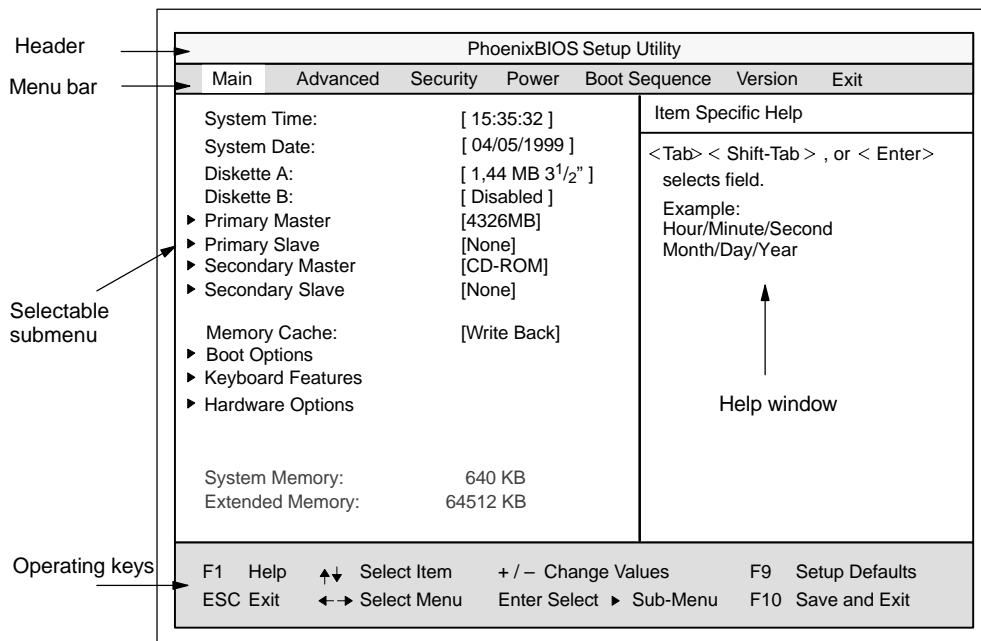 Header
PhoenixBIOS Setup Utility
Menu bar
Main Advanced Security Power Boot Sequence Version Exit
System Time: [ 15:35:32 ]
System Date: [ 04/05/1999 ]
Diskette A: [ 1,44 MB 3 1/2” ]
Diskette B: [ Disabled ]
Primary Master [4326MB]
Primary Slave [None]
Secondary Master [CD-ROM]
Secondary Slave [None]
Memory Cache: [Write Back]
Boot Options
Keyboard Features
Hardware Options
System Memory: 640 KB
Extended Memory: 64512 KB
Item Specific Help
<Tab> < Shift-Tab > , or < Enter>
selects field.
Example:
Hour/Minute/Second
Month/Day/Year
Help window
Selectable
submenu
Operating keys
F1 Help Select Item + / – Change Values F9 Setup Defaults
ESC Exit Select Menu Enter Select ▶ Sub-Menu F10 Save and Exit